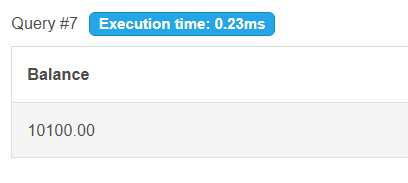 Query #7 Execution time: 0.23ms
Balance
10100.00